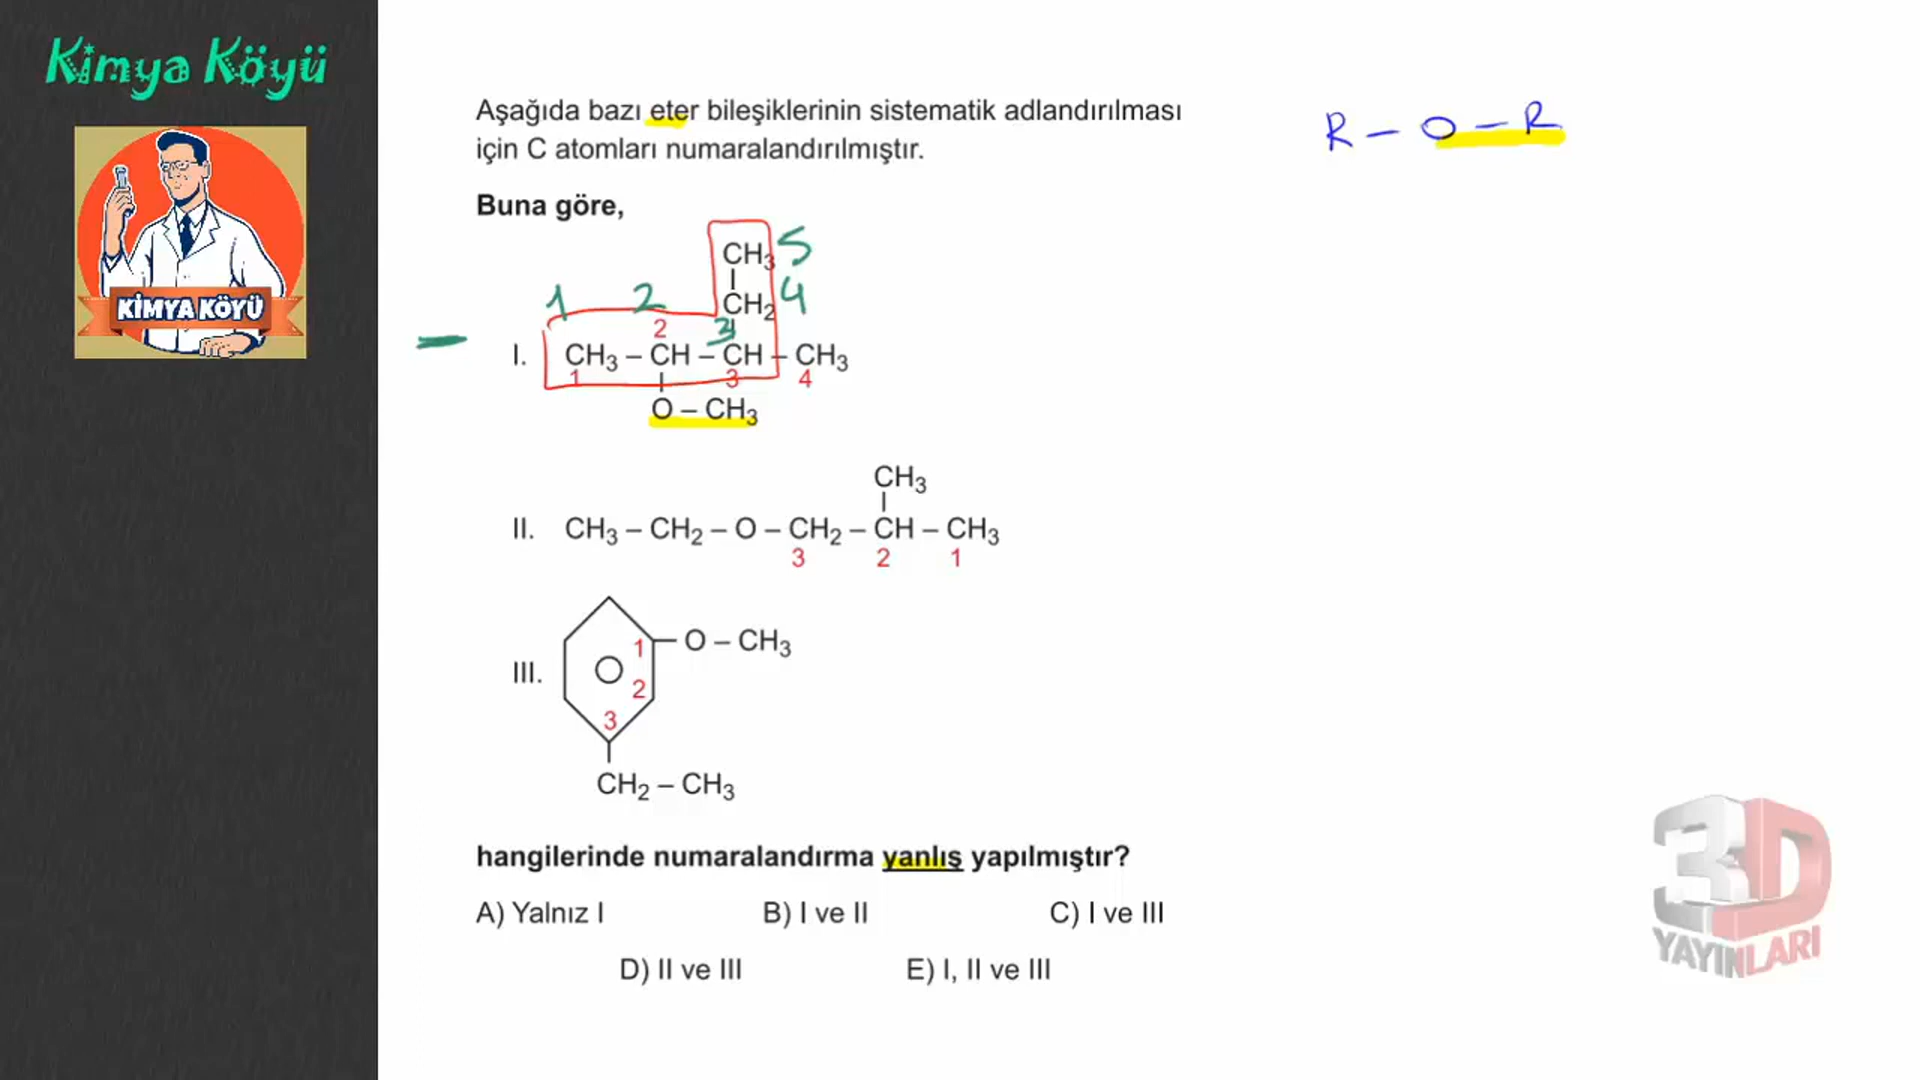 Kimya Köyü
KİMYA KÖYÜ
Aşağıda bazı eter bileşiklerinin sistematik adlandırılması
için C atomları numaralandırılmıştır.
R – O – R
Buna göre,
CH3 5
1 2 CH2 4
2 3
I. CH3 – CH – CH – CH3
1 3 4
O – CH3
CH3
II. CH3 – CH2 – O – CH2 – CH – CH3
3 2 1
1 – O – CH3
III.
2
3
CH2 – CH3
hangilerinde numaralandırma yanlış yapılmıştır?
A) Yalnız I B) I ve II C) I ve III
D) II ve III E) I, II ve III
3D
YAYINLARI